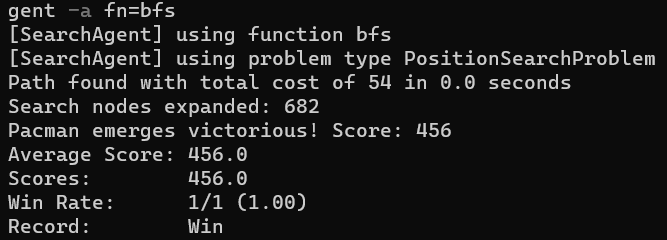 gent -a fn=bfs
[SearchAgent] using function bfs
[SearchAgent] using problem type PositionSearchProblem
Path found with total cost of 54 in 0.0 seconds
Search nodes expanded: 682
Pacman emerges victorious! Score: 456
Average Score: 456.0
Scores:        456.0
Win Rate:      1/1 (1.00)
Record:        Win